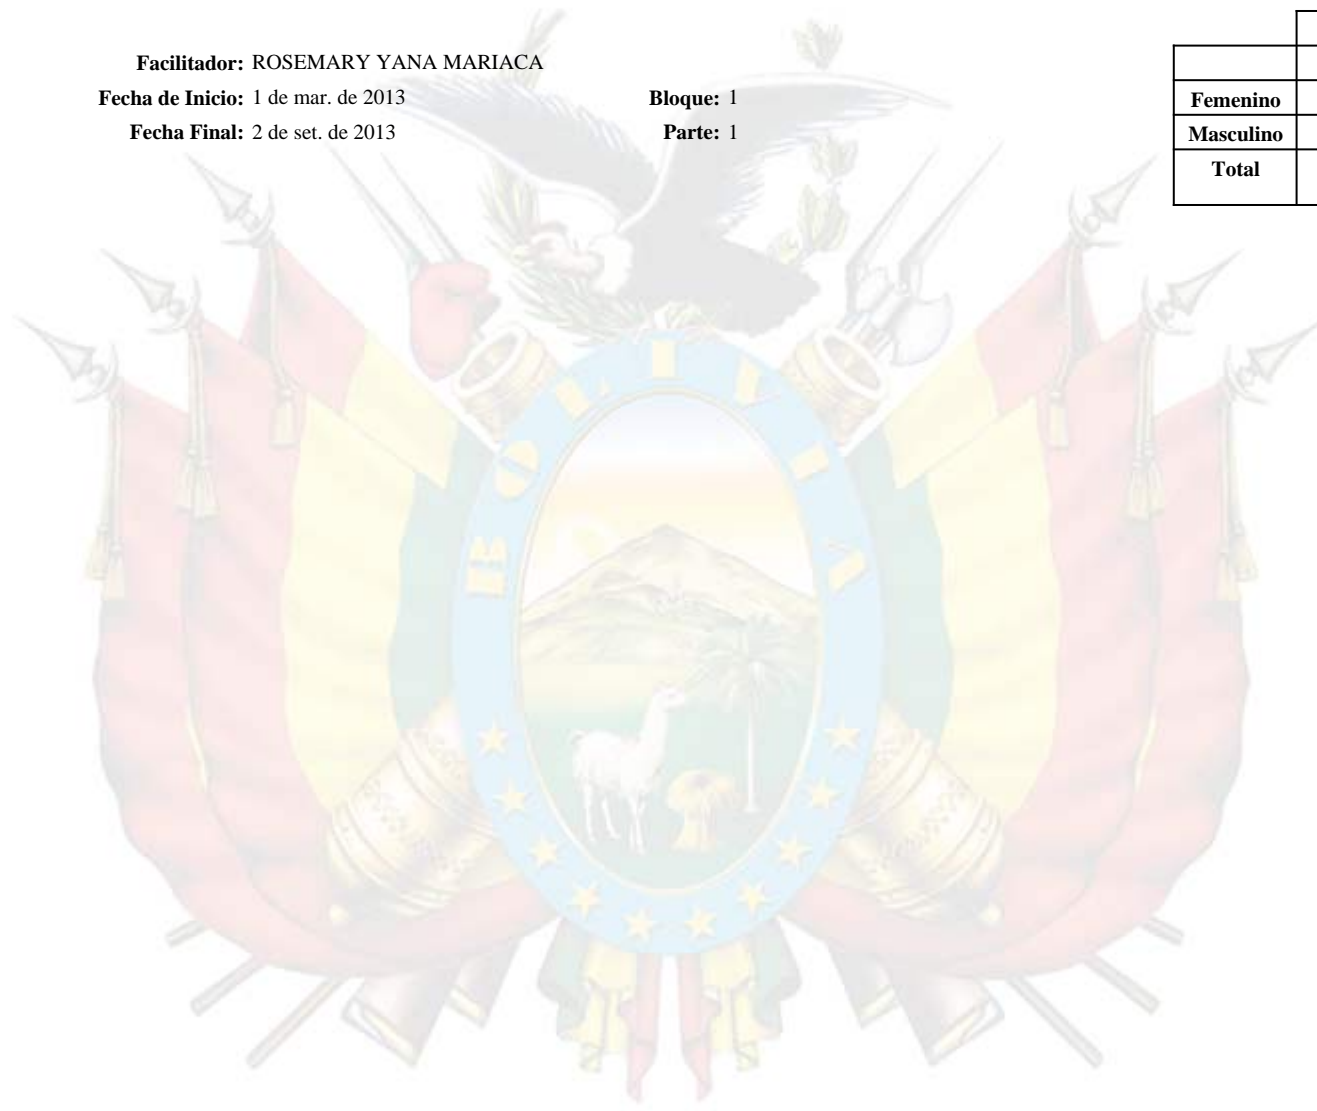 Facilitador: ROSEMARY YANA MARIACA
Fecha de Inicio: 1 de mar. de 2013 Bloque: 1
Fecha Final: 2 de set. de 2013 Parte: 1
Femenino
Masculino
Total
BOLIVIA